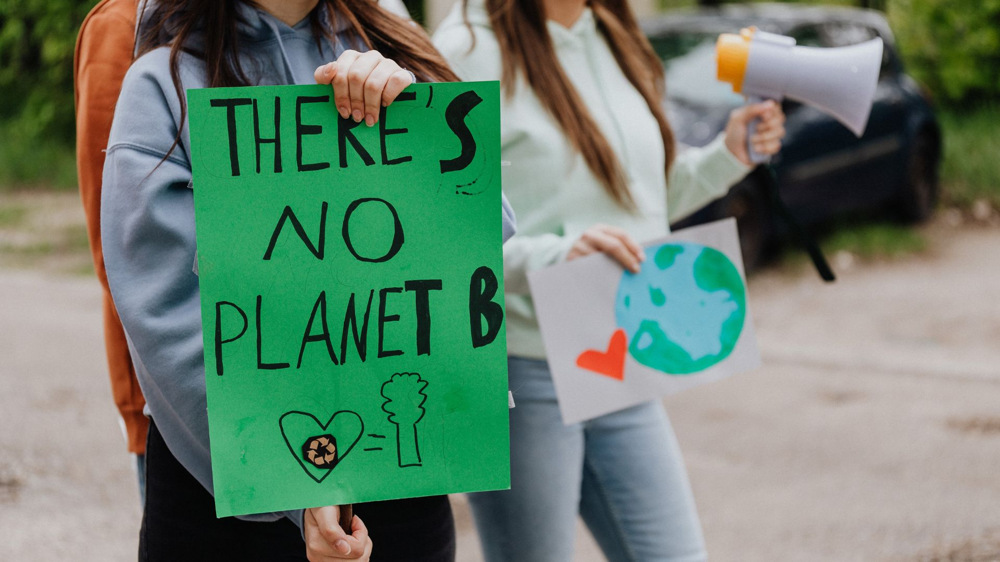 THERE'S
NO
PLANET B
=